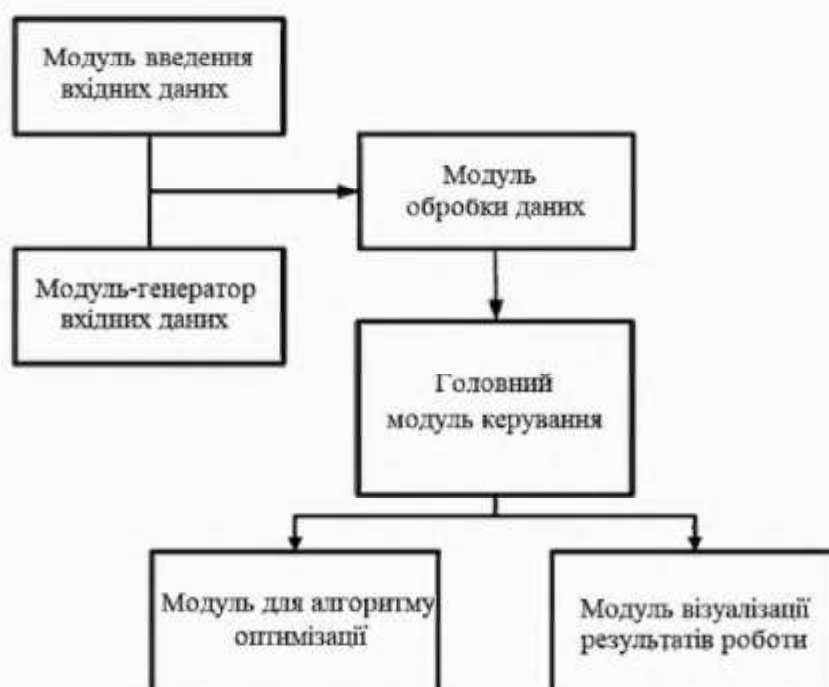 Модуль введення
вхідних даних
Модуль
обробки даних
Модуль-генератор
вхідних даних
Головний
модуль керування
Модуль для алгоритму
оптимізації
Модуль візуалізації
результатів роботи